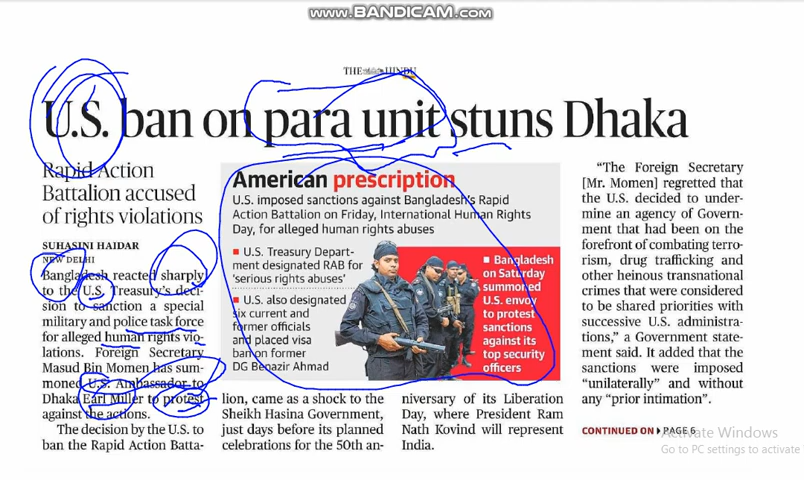 www.BANDICAM.com
THE HINDU
U.S. ban on para unit stuns Dhaka
Rapid Action
Battalion accused
of rights violations
SUHASINI HAIDAR
NEW DELHI
Bangladesh reacted sharply
to the U.S. Treasury's deci-
sion to sanction a special
military and police task force
for alleged human rights vio-
lations. Foreign Secretary
Masud Bin Momen has sum-
moned U.S. Ambassador to
Dhaka Earl Miller to protest
against the actions.
The decision by the U.S. to
ban the Rapid Action Batta-
American prescription
U.S. imposed sanctions against Bangladesh's Rapid
Action Battalion on Friday, International Human Rights
Day, for alleged human rights abuses
■ U.S. Treasury Depart-
ment designated RAB for
'serious rights abuses'
■ U.S. also designated
six current and
former officials
and placed visa
ban on former
DG Benazir Ahmad
■ Bangladesh
on Saturday
summoned
U.S. envoy
to protest
sanctions
against its
top security
officers
lion, came as a shock to the
Sheikh Hasina Government,
just days before its planned
celebrations for the 50th an-
niversary of its Liberation
Day, where President Ram
Nath Kovind will represent
India.
"The Foreign Secretary
[Mr. Momen] regretted that
the U.S. decided to under-
mine an agency of Govern-
ment that had been on the
forefront of combating terro-
rism, drug trafficking and
other heinous transnational
crimes that were considered
to be shared priorities with
successive U.S. administra-
tions," a Government state-
ment said. It added that the
sanctions were imposed
"unilaterally" and without
any "prior intimation".
CONTINUED ON ▸ PAGE 6
Activate Windows
Go to PC settings to activate